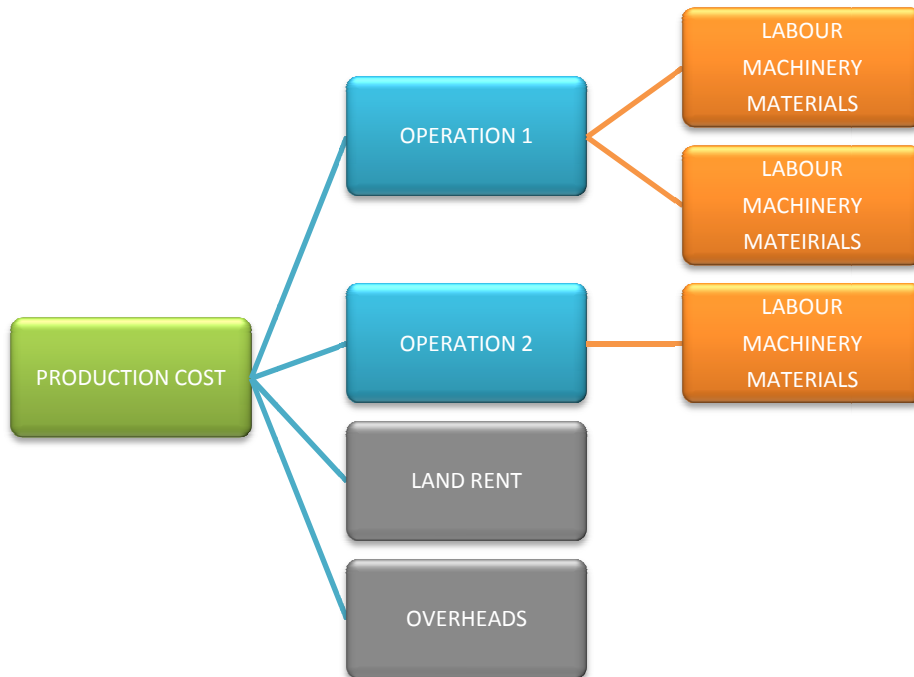 LABOUR
MACHINERY
MATERIALS
OPERATION 1
LABOUR
MACHINERY
MATEIRIALS
LABOUR
MACHINERY
MATERIALS
OPERATION 2
PRODUCTION COST
LAND RENT
OVERHEADS